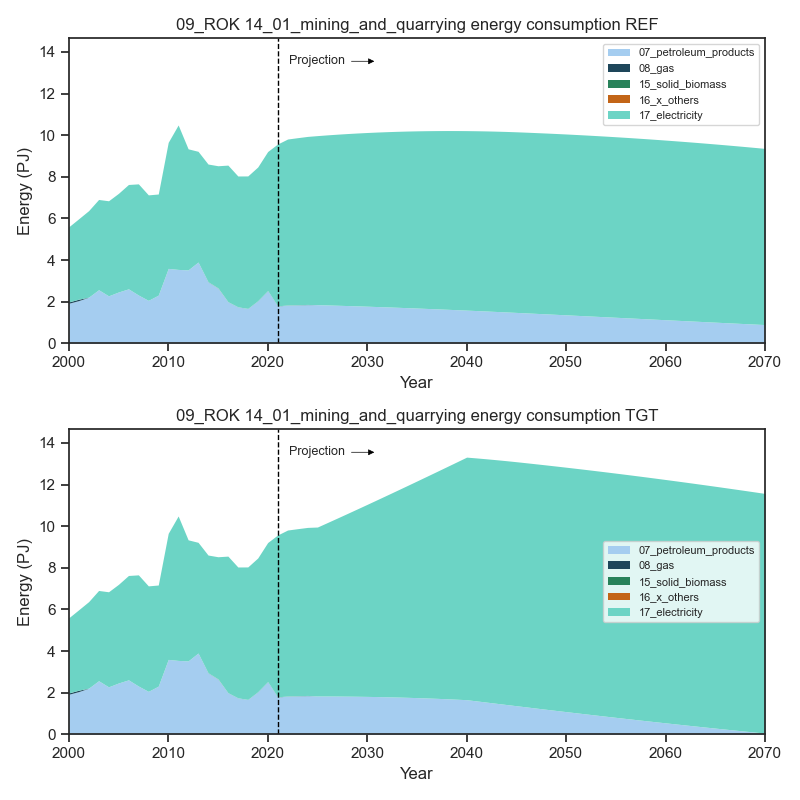 09_ROK 14_01_mining_and_quarrying energy consumption REF
14
12
10
8
6
4
2
0
Energy (PJ)
Projection
07_petroleum_products
08_gas
15_solid_biomass
16_x_others
17_electricity
2000 2010 2020 2030 2040 2050 2060 2070
Year
09_ROK 14_01_mining_and_quarrying energy consumption TGT
14
12
10
8
6
4
2
0
Energy (PJ)
Projection
07_petroleum_products
08_gas
15_solid_biomass
16_x_others
17_electricity
2000 2010 2020 2030 2040 2050 2060 2070
Year